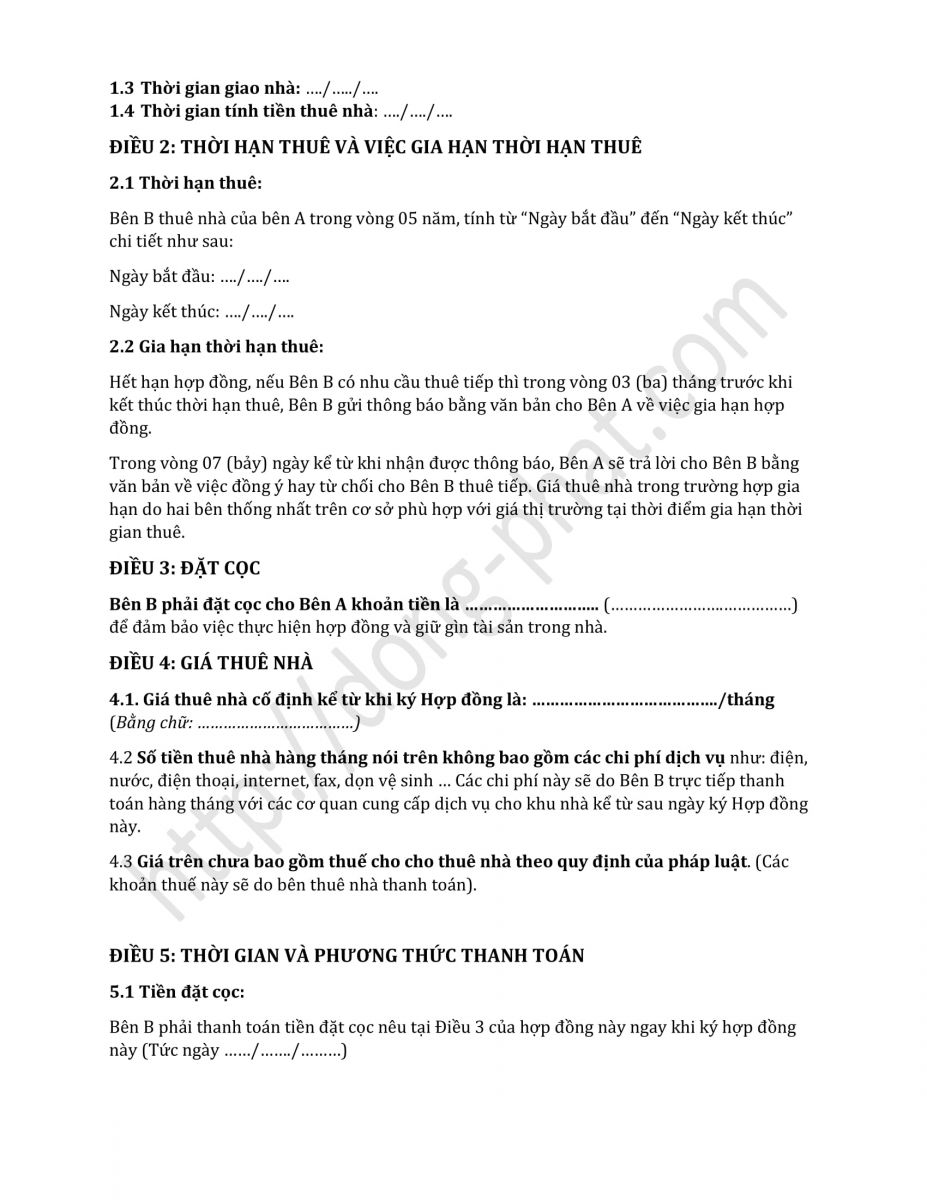 1.3 Thời gian giao nhà: …./…../….
1.4 Thời gian tính tiền thuê nhà: …./…./….
ĐIỀU 2: THỜI HẠN THUÊ VÀ VIỆC GIA HẠN THỜI HẠN THUÊ
2.1 Thời hạn thuê:
Bên B thuê nhà của bên A trong vòng 05 năm, tính từ “Ngày bắt đầu” đến “Ngày kết thúc”
chi tiết như sau:
Ngày bắt đầu: …./…./….
Ngày kết thúc: …./…./….
2.2 Gia hạn thời hạn thuê:
Hết hạn hợp đồng, nếu Bên B có nhu cầu thuê tiếp thì trong vòng 03 (ba) tháng trước khi
kết thúc thời hạn thuê, Bên B gửi thông báo bằng văn bản cho Bên A về việc gia hạn hợp
đồng.
Trong vòng 07 (bảy) ngày kể từ khi nhận được thông báo, Bên A sẽ trả lời cho Bên B bằng
văn bản về việc đồng ý hay từ chối cho Bên B thuê tiếp. Giá thuê nhà trong trường hợp gia
hạn do hai bên thống nhất trên cơ sở phù hợp với giá thị trường tại thời điểm gia hạn thời
gian thuê.
ĐIỀU 3: ĐẶT CỌC
Bên B phải đặt cọc cho Bên A khoản tiền là ……………………….. (…………………………………)
để đảm bảo việc thực hiện hợp đồng và giữ gìn tài sản trong nhà.
ĐIỀU 4: GIÁ THUÊ NHÀ
4.1. Giá thuê nhà cố định kể từ khi ký Hợp đồng là: …………………………………./tháng
(Bằng chữ: ………………………………)
4.2 Số tiền thuê nhà hàng tháng nói trên không bao gồm các chi phí dịch vụ như: điện,
nước, điện thoại, internet, fax, dọn vệ sinh … Các chi phí này sẽ do Bên B trực tiếp thanh
toán hàng tháng với các cơ quan cung cấp dịch vụ cho khu nhà kể từ sau ngày ký Hợp đồng
này.
4.3 Giá trên chưa bao gồm thuế cho cho thuê nhà theo quy định của pháp luật. (Các
khoản thuế này sẽ do bên thuê nhà thanh toán).
ĐIỀU 5: THỜI GIAN VÀ PHƯƠNG THỨC THANH TOÁN
5.1 Tiền đặt cọc:
Bên B phải thanh toán tiền đặt cọc nêu tại Điều 3 của hợp đồng này ngay khi ký hợp đồng
này (Tức ngày ……/……./………)
http://dong-phat.com